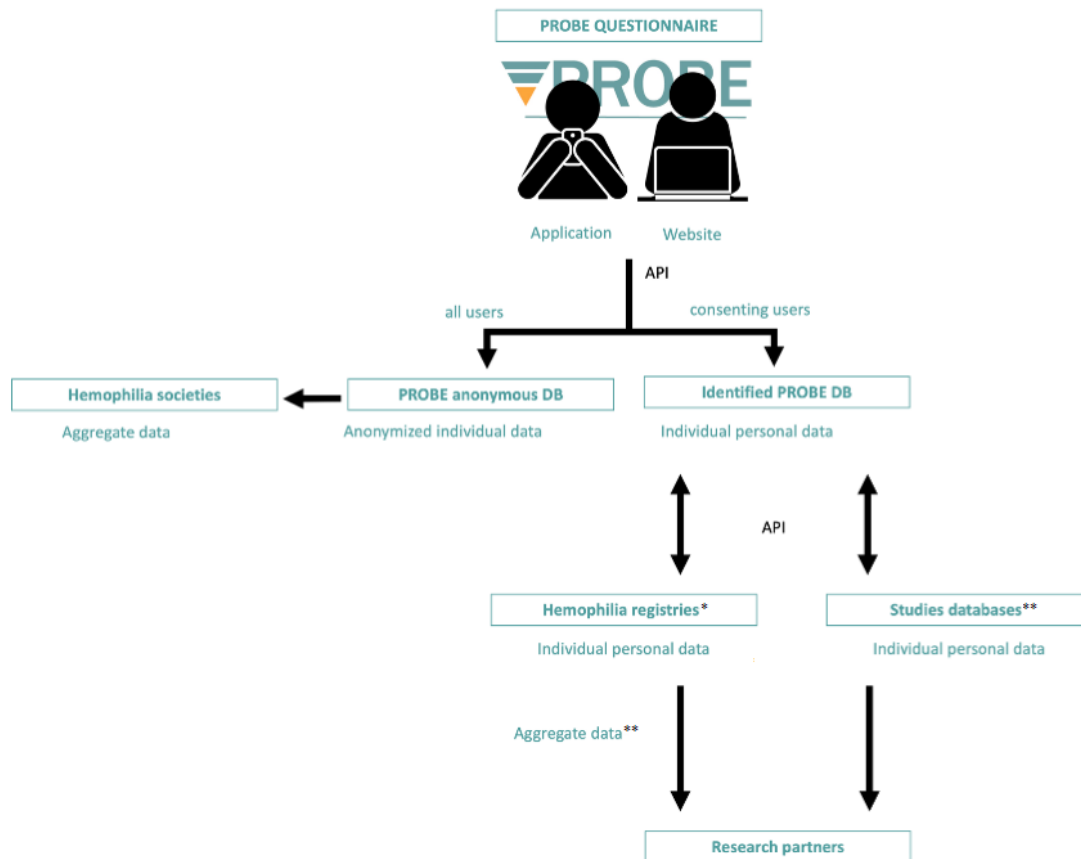 PROBE QUESTIONNAIRE
PROBE
Application Website
API
all users consenting users
Hemophilia societies PROBE anonymous DB Identified PROBE DB
Aggregate data Anonymized individual data Individual personal data
API
Hemophilia registries* Studies databases**
Individual personal data Individual personal data
Aggregate data**
Research partners